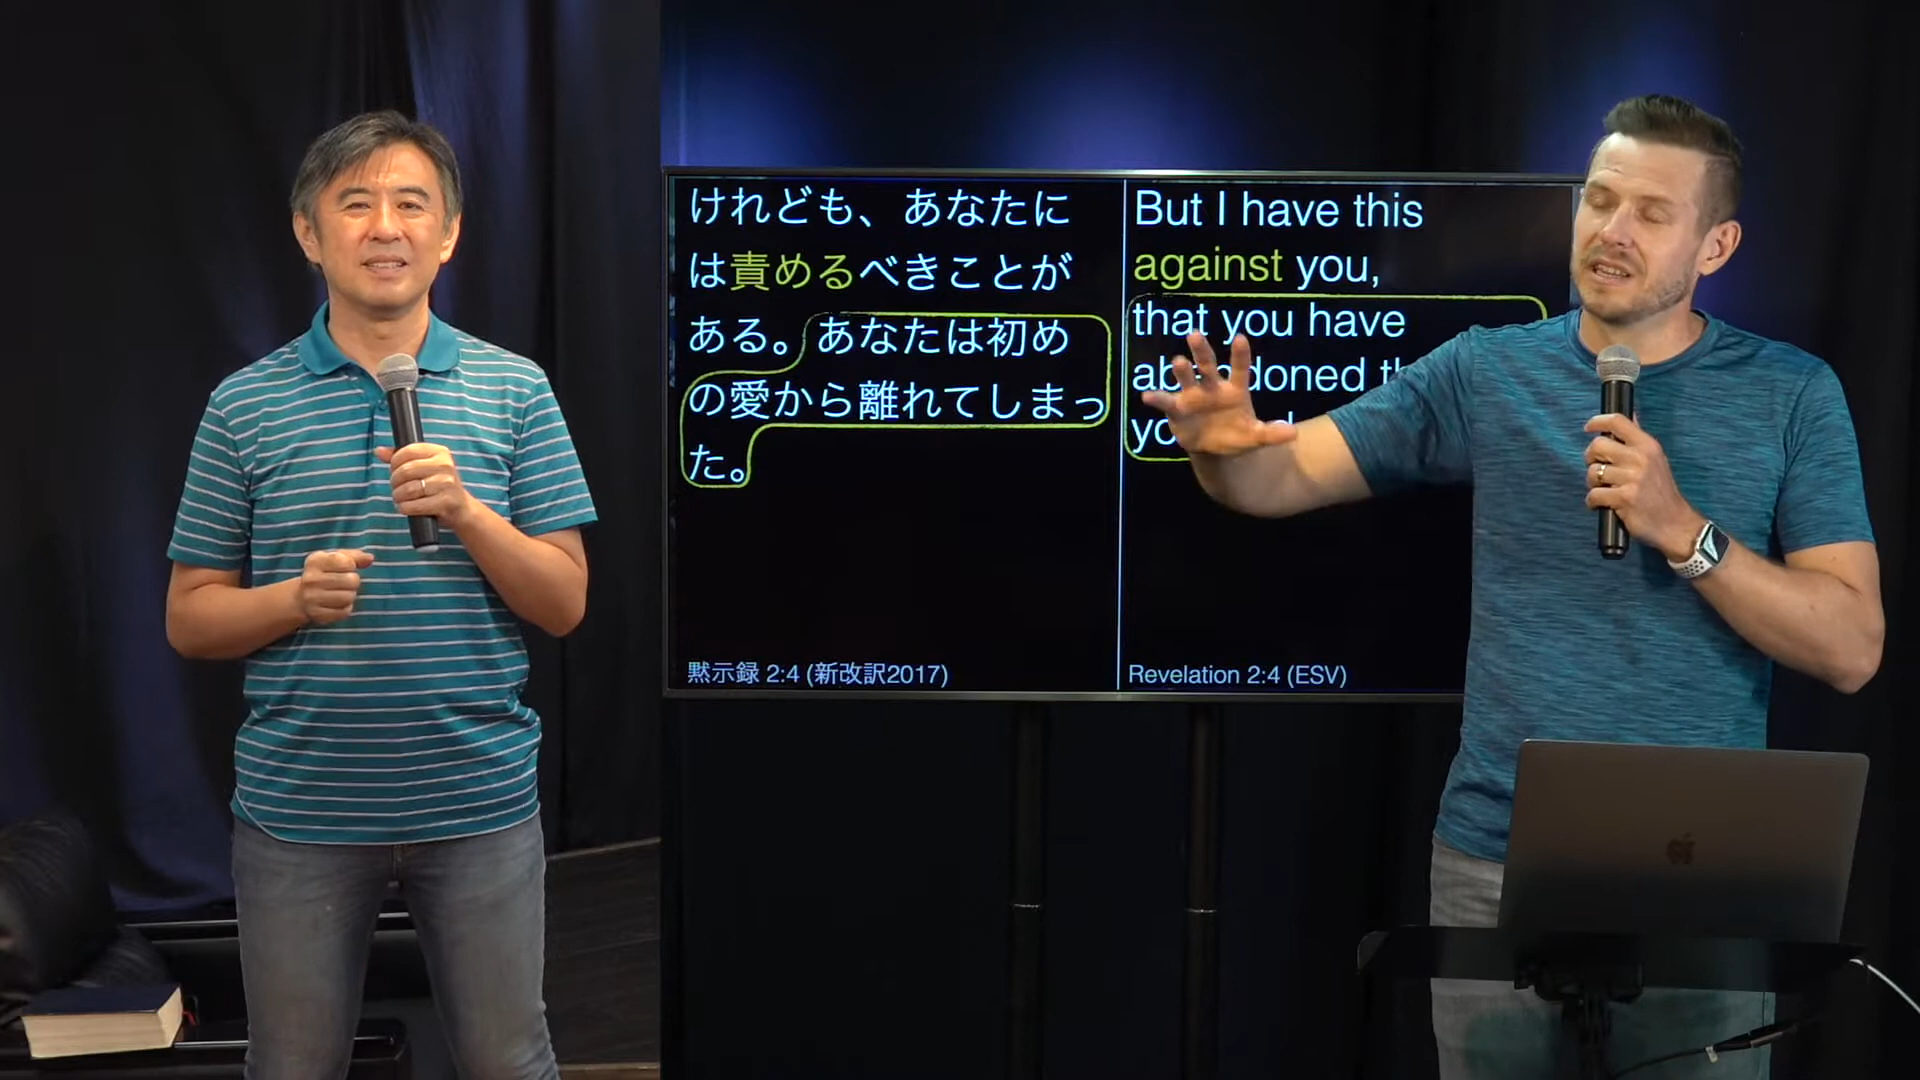 けれども、あなたに
は責めるべきことが
ある。あなたは初め
の愛から離れてしまっ
た。
黙示録 2:4 (新改訳2017)
But I have this
against you,
that you have
Revelation 2:4 (ESV)